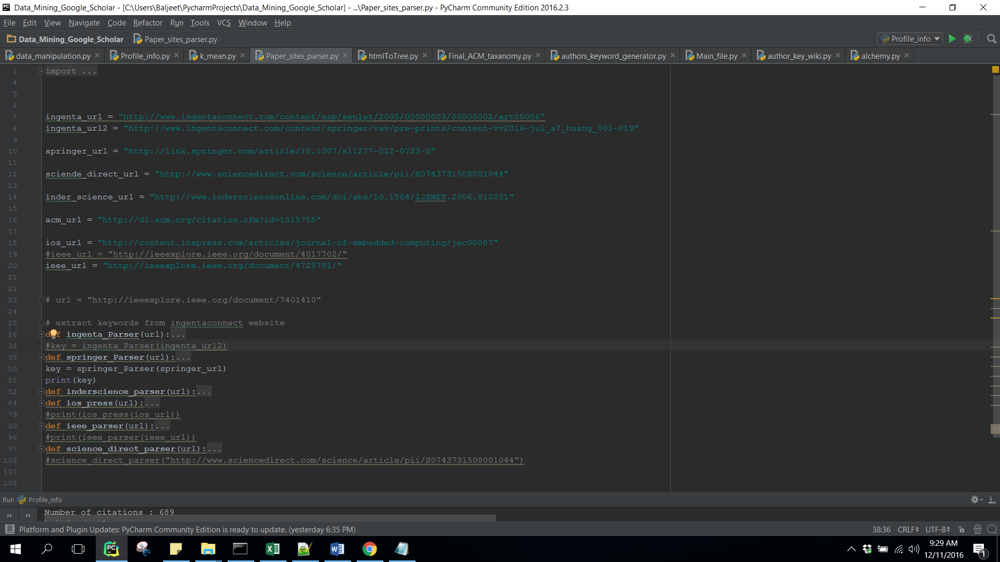 Data_Mining_Google_Scholar - [C:\Users\Baljeet\PycharmProjects\Data_Mining_Google_Scholar] - ...\Paper_sites_parser.py - PyCharm Community Edition 2016.2.3
File Edit View Navigate Code Refactor Run Tools VCS Window Help
Data_Mining_Google_Scholar Paper_sites_parser.py Profile_info
data_manipulation.py Profile_info.py k_mean.py Paper_sites_parser.py htmlToTree.py Final_ACM_taxanomy.py authors_keyword_generator.py Main_file.py author_key_wiki.py alchemy.py
1 import ...
4
5
6
7 ingenta_url = "http://www.ingentaconnect.com/content/asp/senlet/2005/00000003/00000002/art00006"
8 ingenta_url2 = "http://www.ingentaconnect.com/content/springer/vav/pre-prints/content-vv2016-jul_a7_huang_001-019"
9
10 springer_url = "http://link.springer.com/article/10.1007/s11277-012-0723-2"
11
12 sciende_direct_url = "http://www.sciencedirect.com/science/article/pii/S0743731508001044"
13
14 inder_science_url = "http://www.inderscienceonline.com/doi/abs/10.1504/IJSNET.2006.012031"
15
16 acm_url = "http://dl.acm.org/citation.cfm?id=1515755"
17
18 ios_url = "http://content.iospress.com/articles/journal-of-embedded-computing/jec00087"
19 #ieee_url = "http://ieeexplore.ieee.org/document/4017702/"
20 ieee_url = "http://ieeexplore.ieee.org/document/4725791/"
21
22
23 # url = "http://ieeexplore.ieee.org/document/7401410"
24
25 # extract keywords from ingentaconnect website
26 def ingenta_Parser(url):...
38 #key = ingenta_Parser(ingenta_url2)
39 def springer_Parser(url):...
50 key = springer_Parser(springer_url)
51 print(key)
52 def inderscience_parser(url):...
64 def ios_press(url):...
79 #print(ios_press(ios_url))
80 def ieee_parser(url):...
96 #print(ieee_parser(ieee_url))
97 def science_direct_parser(url):...
106 #science_direct_parser("http://www.sciencedirect.com/science/article/pii/S0743731508001044")
107
108
Run Profile_info
Number of citations : 689
Platform and Plugin Updates: PyCharm Community Edition is ready to update. (yesterday 6:35 PM) 38:36 CRLF UTF-8
9:29 AM
12/11/2016
1